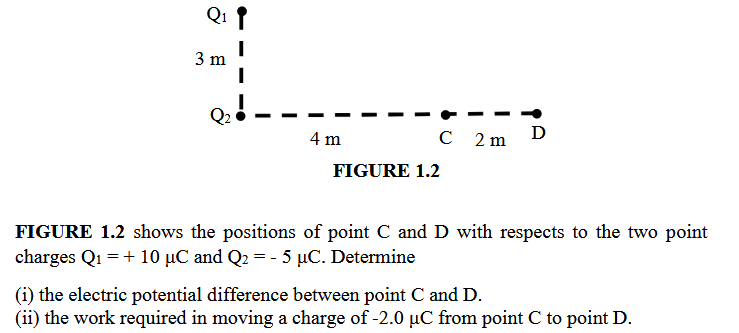 Q₁
3 m
Q₂
4 m
C
2 m
D
FIGURE 1.2
FIGURE 1.2 shows the positions of point C and D with respects to the two point
charges Q₁ = + 10 µC and Q₂ = - 5 µC. Determine
(i) the electric potential difference between point C and D.
(ii) the work required in moving a charge of -2.0 µC from point C to point D.